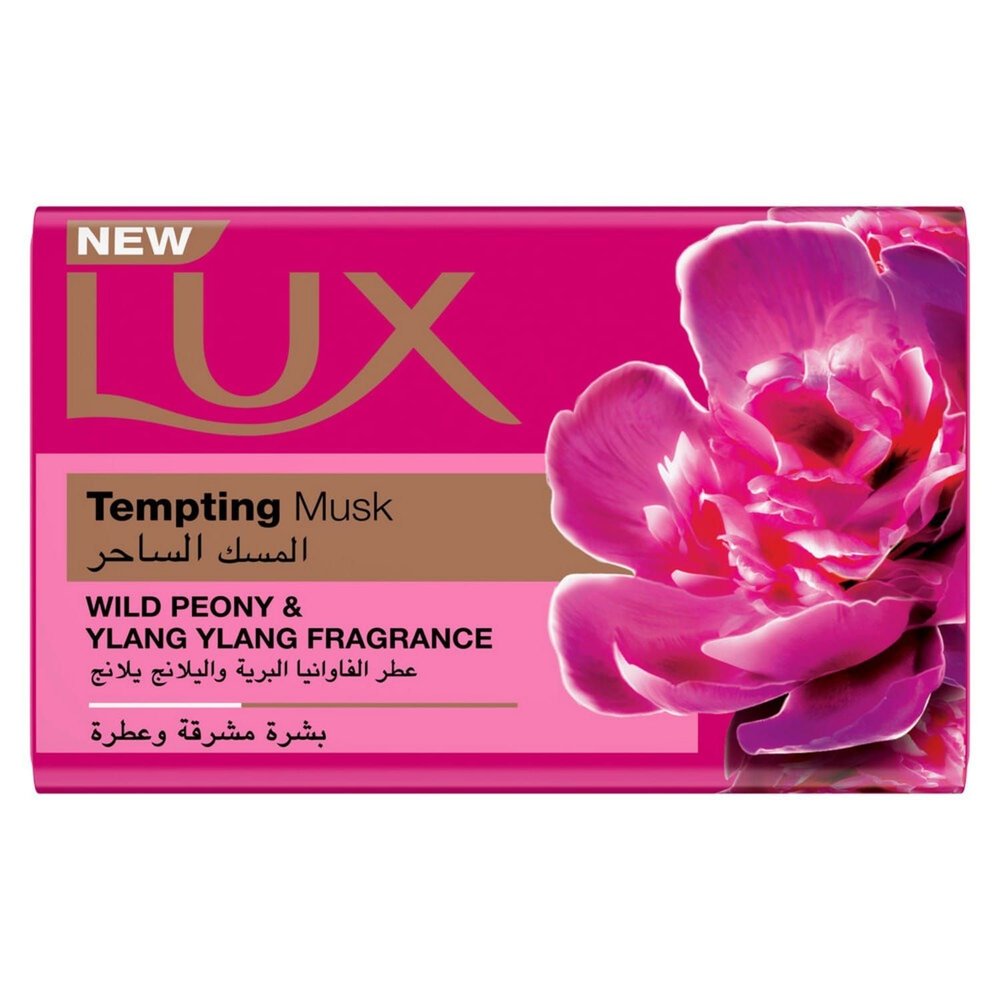 NEW
LUX
Tempting Musk
المسك الساحر
WILD PEONY &
YLANG YLANG FRAGRANCE
عطر الفاوانيا البرية واليلانج يلانج
بشرة مشرقة وعطرة